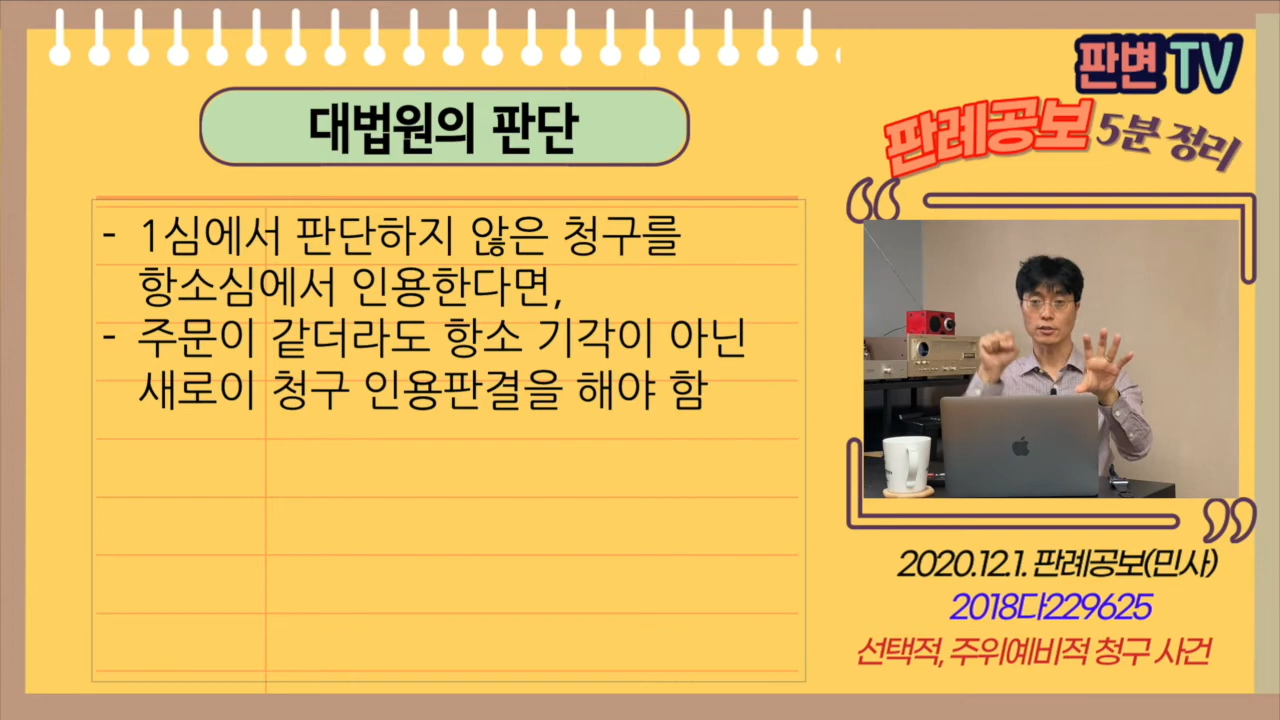 판변 TV
대법원의 판단
판례공보 5분 정리
- 1심에서 판단하지 않은 청구를
항소심에서 인용한다면,
- 주문이 같더라도 항소 기각이 아닌
새로이 청구 인용판결을 해야 함
2020.12.1. 판례공보(민사)
2018다229625
선택적, 주위예비적 청구 사건